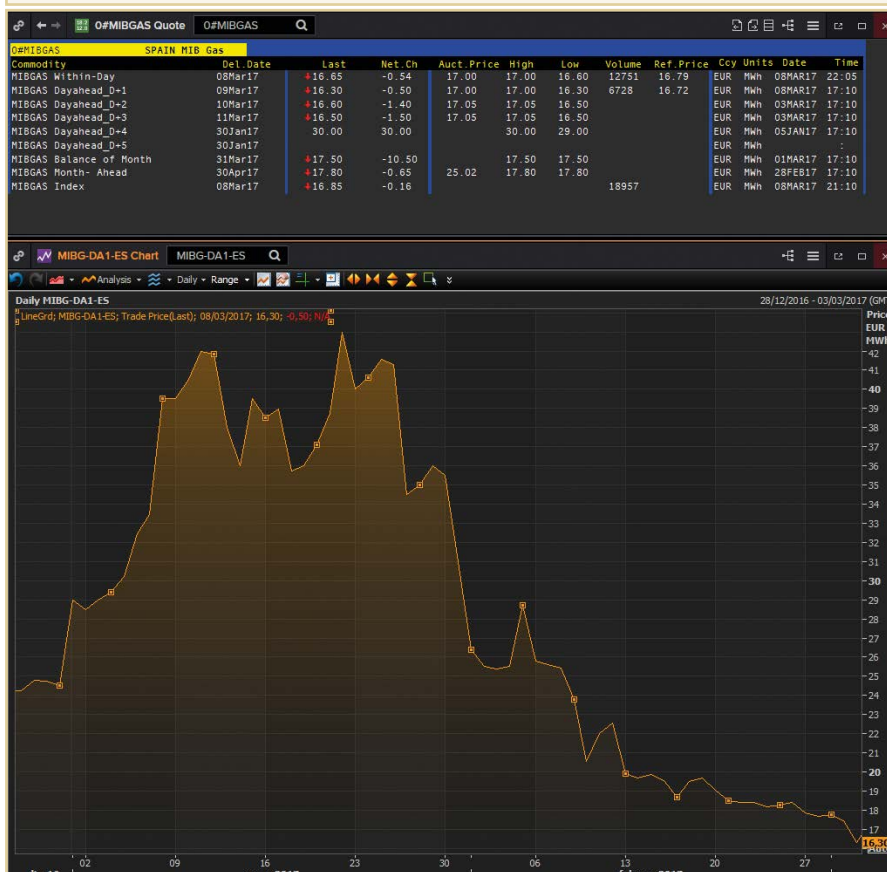 0#MIBGAS Quote 0#MIBGAS
0#MIBGAS SPAIN MIB Gas
Commodity Del.Date Last Net.Ch Auct.Price High Low Volume Ref.Price Ccy Units Date Time
MIBGAS Within-Day 08Mar17 ↓16.65 -0.54 17.00 17.00 16.60 12751 16.79 EUR MWh 08MAR17 22:05
MIBGAS Dayahead_D+1 09Mar17 ↓16.30 -0.50 17.00 17.00 16.30 6728 16.72 EUR MWh 08MAR17 17:10
MIBGAS Dayahead_D+2 10Mar17 ↓16.60 -1.40 17.05 17.05 16.50 EUR MWh 03MAR17 17:10
MIBGAS Dayahead_D+3 11Mar17 ↓16.50 -1.50 17.05 17.05 16.50 EUR MWh 03MAR17 17:10
MIBGAS Dayahead_D+4 30Jan17 30.00 30.00 30.00 29.00 EUR MWh 05JAN17 17:10
MIBGAS Dayahead_D+5 30Jan17 EUR MWh :
MIBGAS Balance of Month 31Mar17 ↓17.50 -10.50 17.50 17.50 EUR MWh 01MAR17 17:10
MIBGAS Month- Ahead 30Apr17 ↓17.80 -0.65 25.02 17.80 17.80 EUR MWh 28FEB17 17:10
MIBGAS Index 08Mar17 ↓16.85 -0.16 18957 EUR MWh 08MAR17 21:10
MIBG-DA1-ES Chart MIBG-DA1-ES
Analysis Daily Range
Daily MIBG-DA1-ES 28/12/2016 - 03/03/2017 (GMT
LineGrd; MIBG-DA1-ES; Trade Price(Last); 08/03/2017; 16,30; -0,50; N/A
Price
EUR
MWh
42
41
40
39
38
37
36
35
34
33
32
31
30
29
28
27
26
25
24
23
22
21
20
19
18
17
16.30
02 09 16 23 30 06 13 20 27